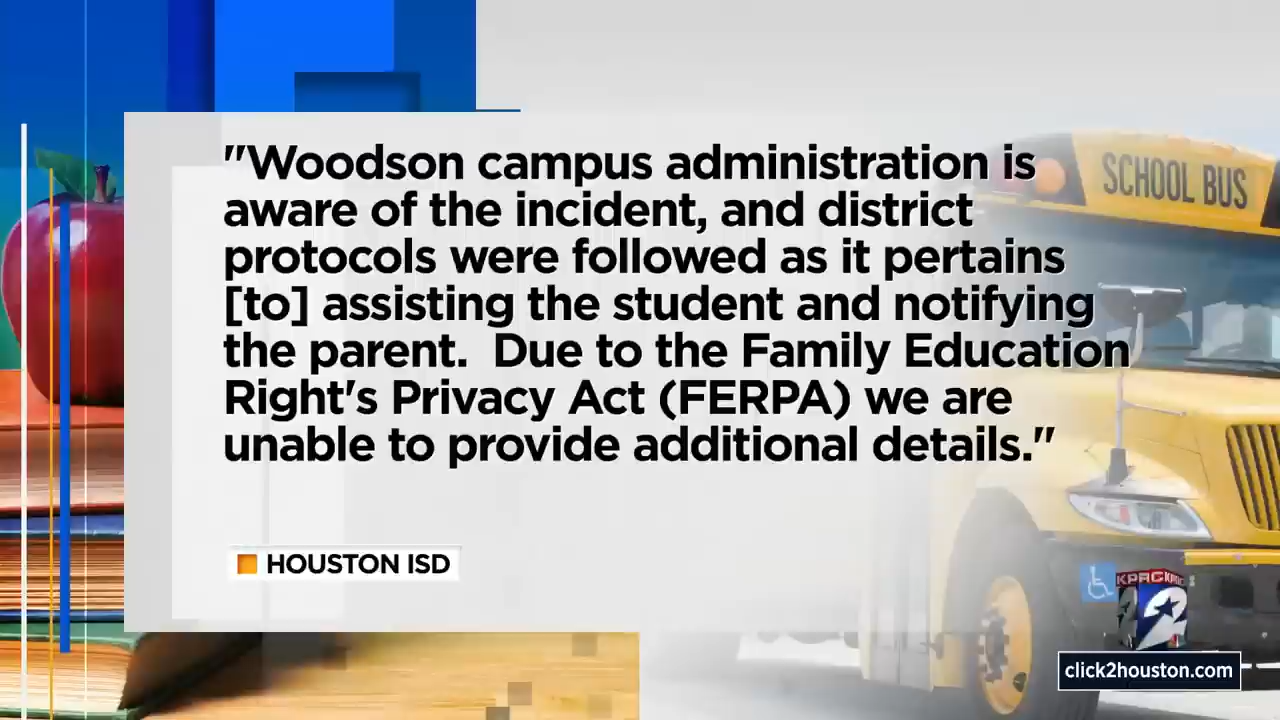 SCHOOL BUS
"Woodson campus administration is
aware of the incident, and district
protocols were followed as it pertains
[to] assisting the student and notifying
the parent.  Due to the Family Education
Right's Privacy Act (FERPA) we are
unable to provide additional details."
HOUSTON ISD
KPRC
2
click2houston.com